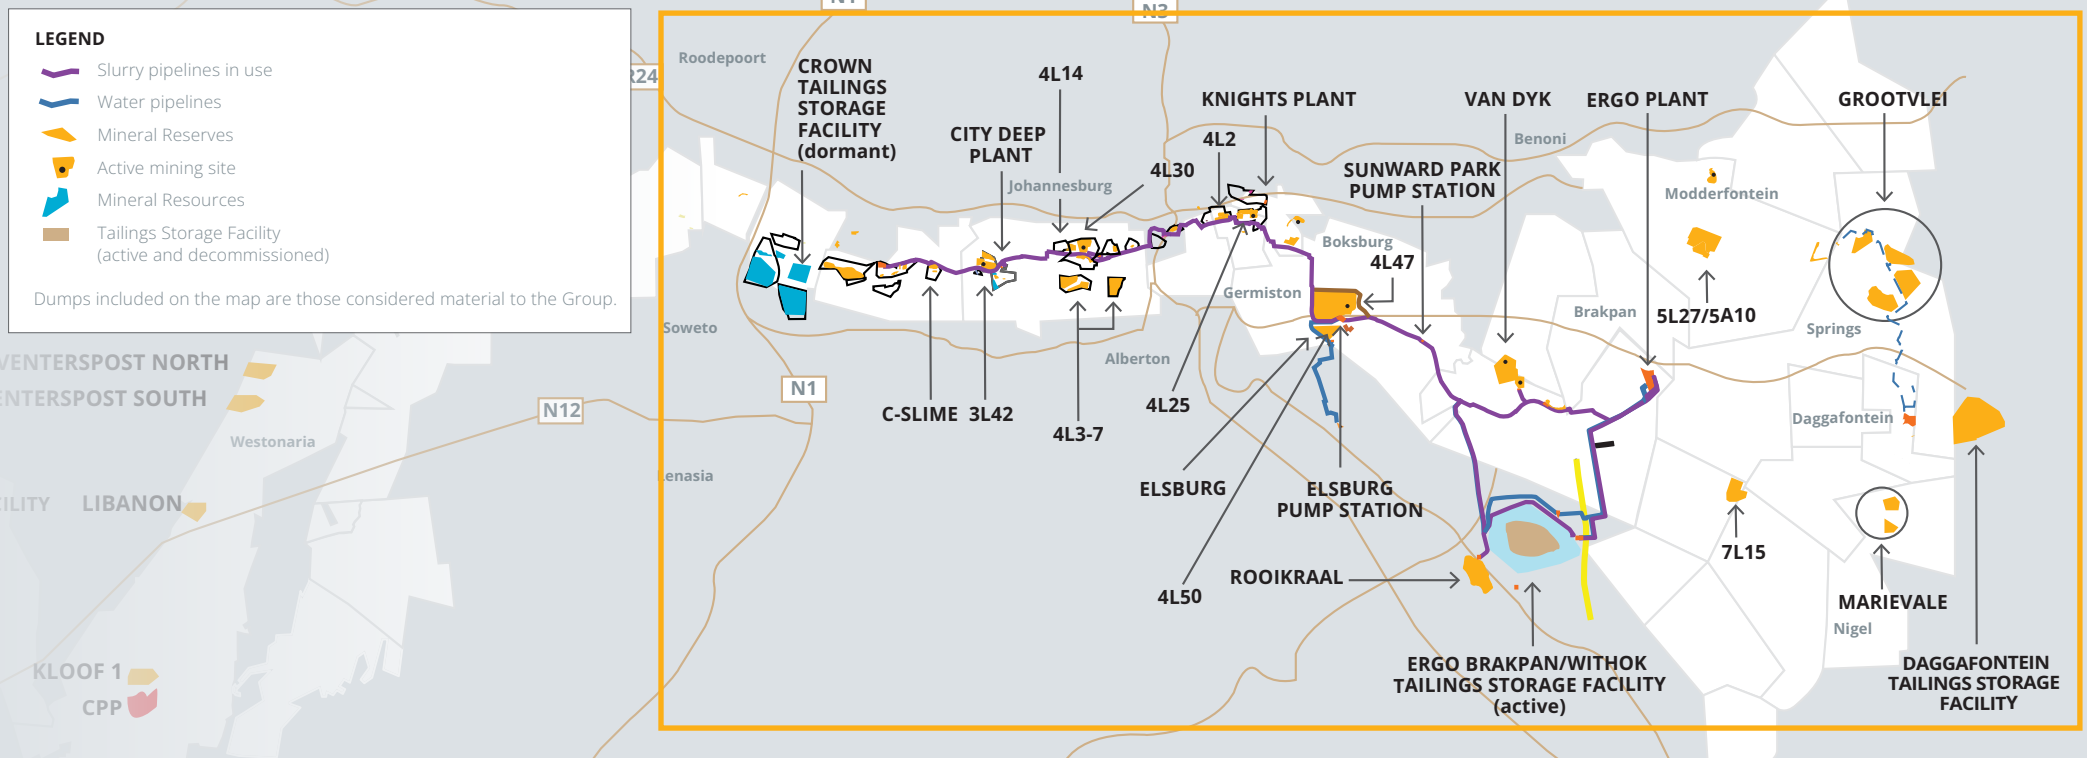 LEGEND
Slurry pipelines in use
Water pipelines
Mineral Reserves
Active mining site
Mineral Resources
Tailings Storage Facility
(active and decommissioned)
Dumps included on the map are those considered material to the Group.
N1
N3
R24
Roodepoort
CROWN
TAILINGS
STORAGE
FACILITY
(dormant)
CITY DEEP
PLANT
4L14
Johannesburg
4L30
KNIGHTS PLANT
4L2
SUNWARD PARK
PUMP STATION
VAN DYK
Benoni
ERGO PLANT
GROOTVLEI
Modderfontein
Boksburg
4L47
Germiston
Brakpan
5L27/5A10
Springs
Soweto
Alberton
VENTERSPOST NORTH
ENTERSPOST SOUTH
N12
N1
C-SLIME
3L42
4L3-7
4L25
Westonaria
Lenasia
Daggafontein
ILITY
LIBANON
ELSBURG
ELSBURG
PUMP STATION
4L50
ROOIKRAAL
7L15
MARIEVALE
Nigel
KLOOF 1
CPP
ERGO BRAKPAN/WITHOK
TAILINGS STORAGE FACILITY
(active)
DAGGAFONTEIN
TAILINGS STORAGE
FACILITY